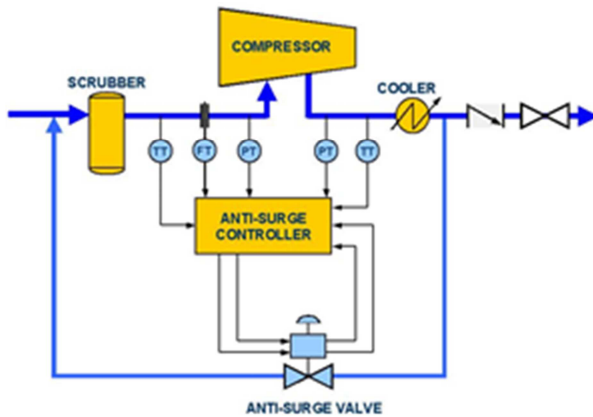 COMPRESSOR
SCRUBBER
COOLER
TT
FT
PT
PT
TT
ANTI-SURGE
CONTROLLER
ANTI-SURGE VALVE